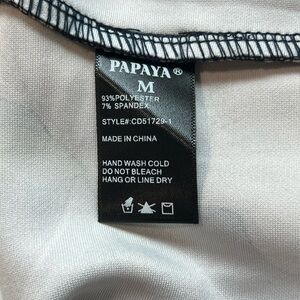 PAPAYA®
M
93%POLYESTER
7% SPANDEX
STYLE#:CD51729-1
MADE IN CHINA
HAND WASH COLD
DO NOT BLEACH
HANG OR LINE DRY